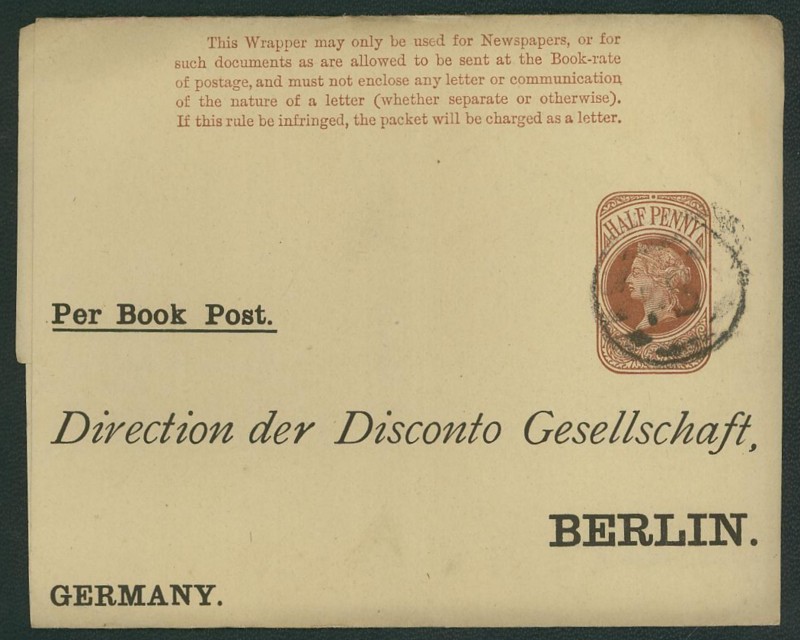 This Wrapper may only be used for Newspapers, or for
such documents as are allowed to be sent at the Book-rate
of postage, and must not enclose any letter or communication
of the nature of a letter (whether separate or otherwise).
If this rule be infringed, the packet will be charged as a letter.
HALF PENNY
Per Book Post.
Direction der Disconto Gesellschaft,
BERLIN.
GERMANY.